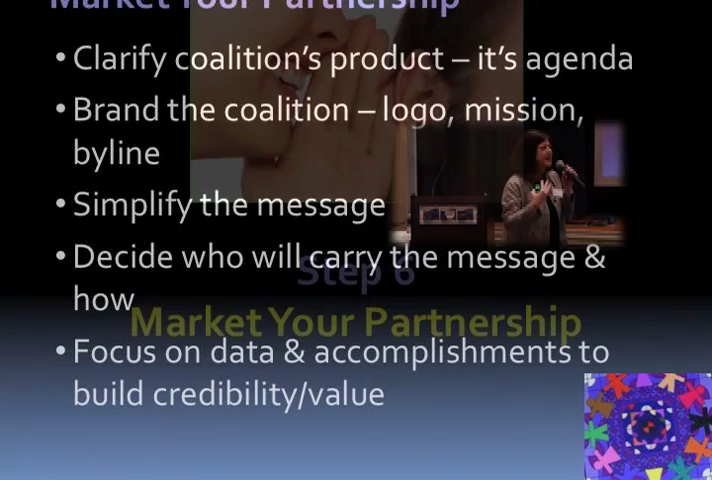 Market Your Partnership
• Clarify coalition's product – it's agenda
• Brand the coalition – logo, mission,
byline
• Simplify the message
• Decide who will carry the message &
how
Step 6
Market Your Partnership
• Focus on data & accomplishments to
build credibility/value